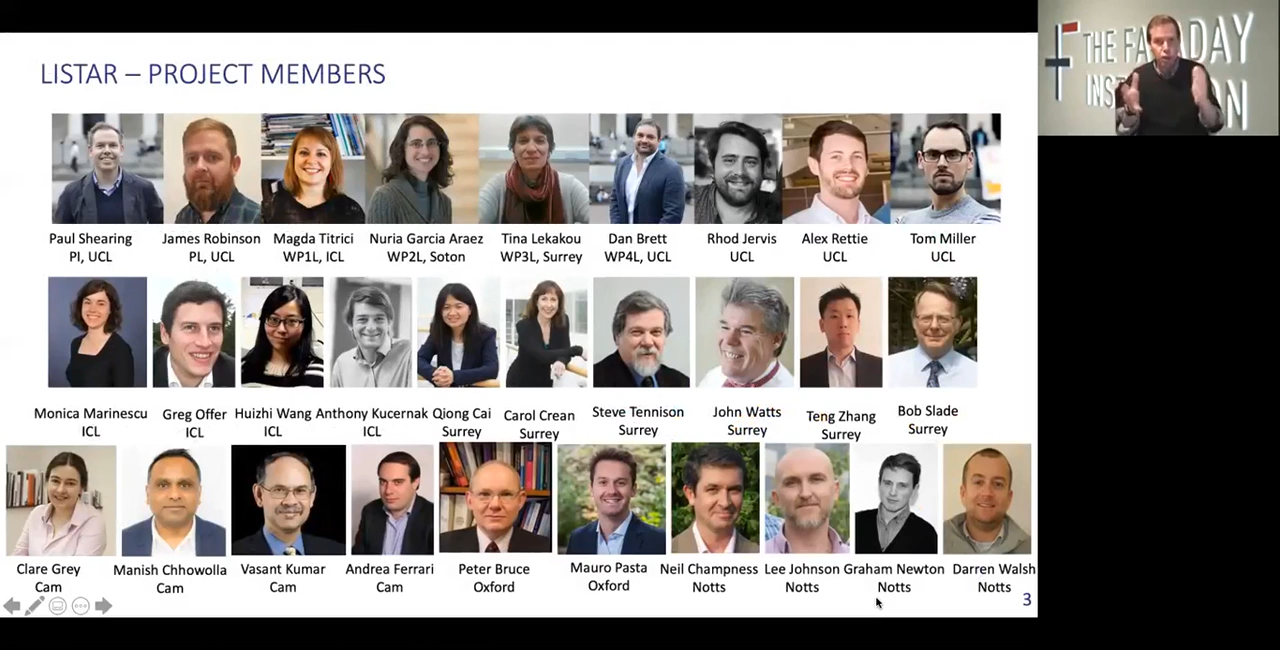 LISTAR – PROJECT MEMBERS
THE FARADAY
INSTITUTION
Paul Shearing James Robinson Magda Titrici Nuria Garcia Araez Tina Lekakou Dan Brett Rhod Jervis Alex Rettie Tom Miller
PI, UCL PL, UCL WP1L, ICL WP2L, Soton WP3L, Surrey WP4L, UCL UCL UCL UCL
Monica Marinescu Greg Offer Huizhi Wang Anthony Kucernak Qiong Cai Carol Crean Steve Tennison John Watts Teng Zhang Bob Slade
ICL ICL ICL ICL Surrey Surrey Surrey Surrey Surrey Surrey
Clare Grey Manish Chhowolla Vasant Kumar Andrea Ferrari Peter Bruce Mauro Pasta Neil Champness Lee Johnson Graham Newton Darren Walsh
Cam Cam Cam Cam Oxford Oxford Notts Notts Notts Notts
3